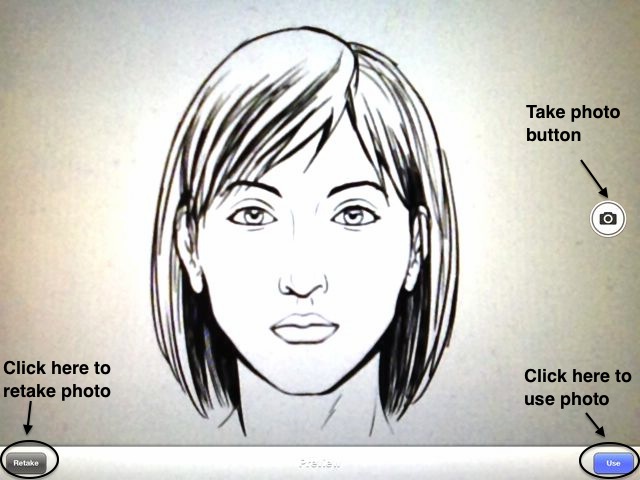 Take photo
button
Click here to
retake photo
Click here to
use photo
Retake
Preview
Use